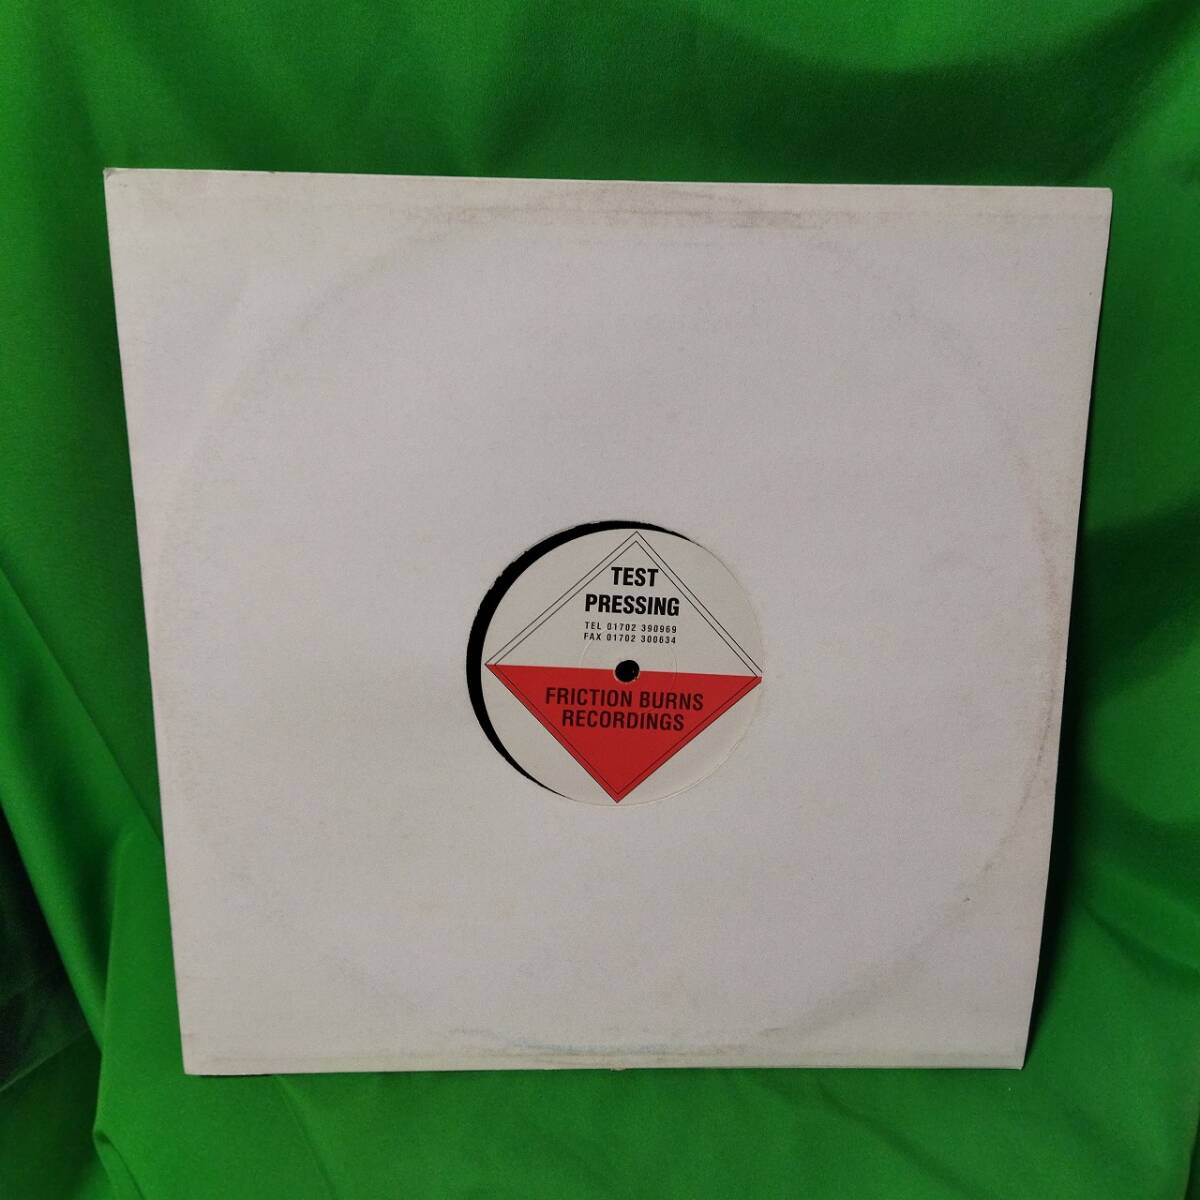 TEST
PRESSING
TEL 01702 390969
FAX 01702 300634
FRICTION BURNS
RECORDINGS